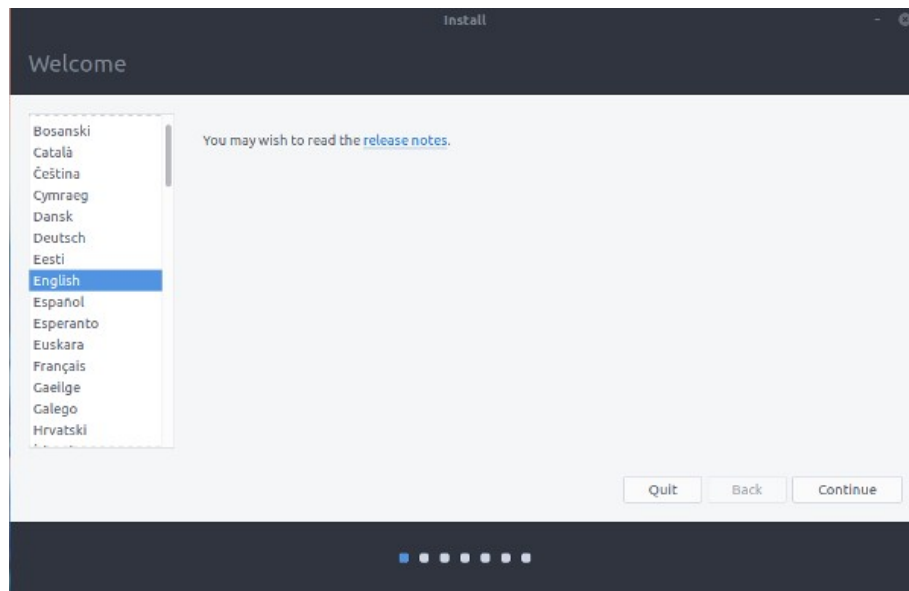 Install
Welcome
Bosanski
Català
Čeština
Cymraeg
Dansk
Deutsch
Eesti
English
Español
Esperanto
Euskara
Français
Gaeilge
Galego
Hrvatski
You may wish to read the release notes.
Quit
Back
Continue